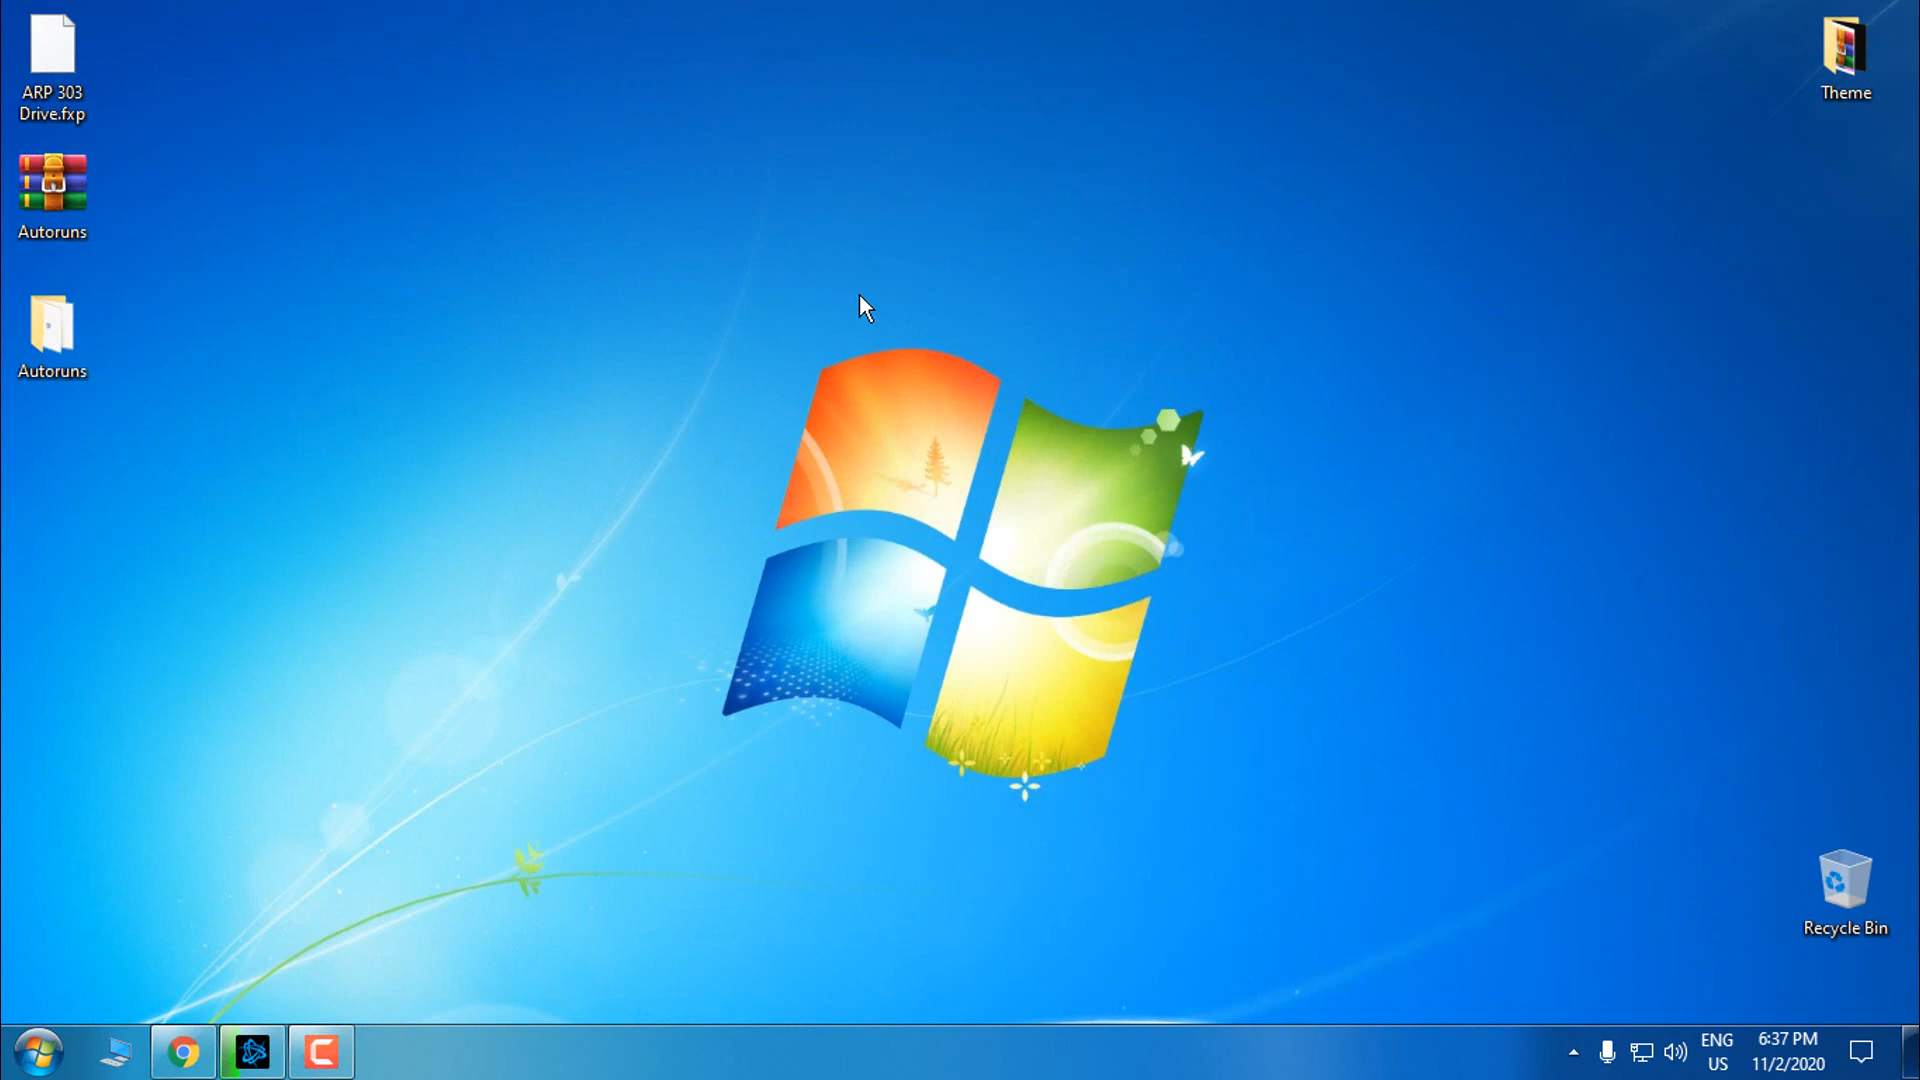 ARP 303
Drive.fxp
Autoruns
Autoruns
Theme
Recycle Bin
ENG
US
6:37 PM
11/2/2020